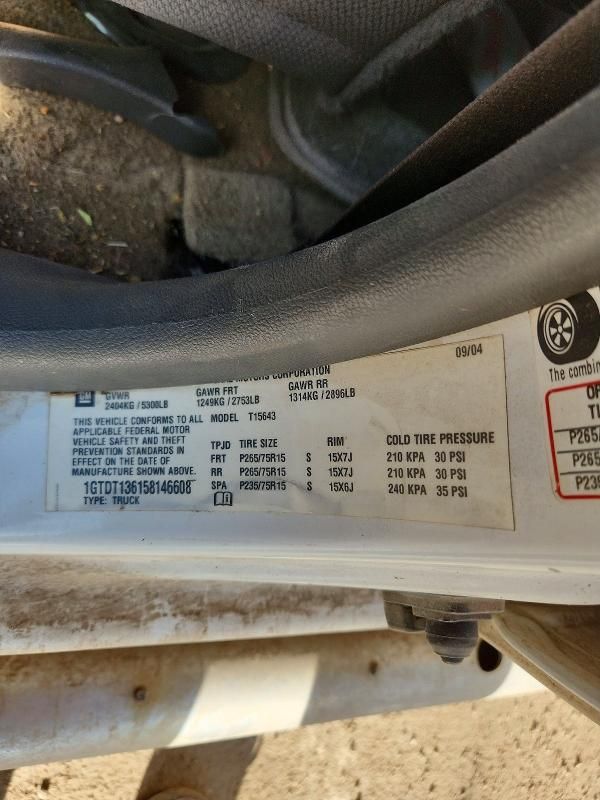 MOTORS CORPORATION
09/04
GM
GVWR GAWR FRT GAWR RR
2404KG / 5300LB 1249KG / 2753LB 1314KG / 2896LB
THIS VEHICLE CONFORMS TO ALL MODEL T15643
APPLICABLE FEDERAL MOTOR
VEHICLE SAFETY AND THEFT
PREVENTION STANDARDS IN
EFFECT ON THE DATE OF
MANUFACTURE SHOWN ABOVE.
TPJD TIRE SIZE RIM COLD TIRE PRESSURE
FRT P265/75R15 S 15X7J 210 KPA 30 PSI
RR P265/75R15 S 15X7J 210 KPA 30 PSI
SPA P235/75R15 S 15X6J 240 KPA 35 PSI
1GTDT136158146608
TYPE: TRUCK
The combin
P265/
P265
P235